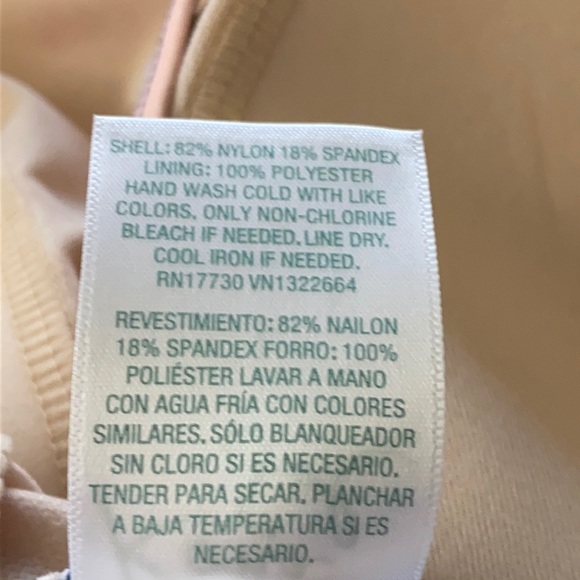 SHELL: 82% NYLON 18% SPANDEX
LINING: 100% POLYESTER
HAND WASH COLD WITH LIKE
COLORS. ONLY NON-CHLORINE
BLEACH IF NEEDED. LINE DRY.
COOL IRON IF NEEDED.
RN17730 VN1322664
REVESTIMIENTO: 82% NAILON
18% SPANDEX FORRO: 100%
POLIÉSTER LAVAR A MANO
CON AGUA FRÍA CON COLORES
SIMILARES. SÓLO BLANQUEADOR
SIN CLORO SI ES NECESARIO.
TENDER PARA SECAR. PLANCHAR
A BAJA TEMPERATURA SI ES
NECESARIO.